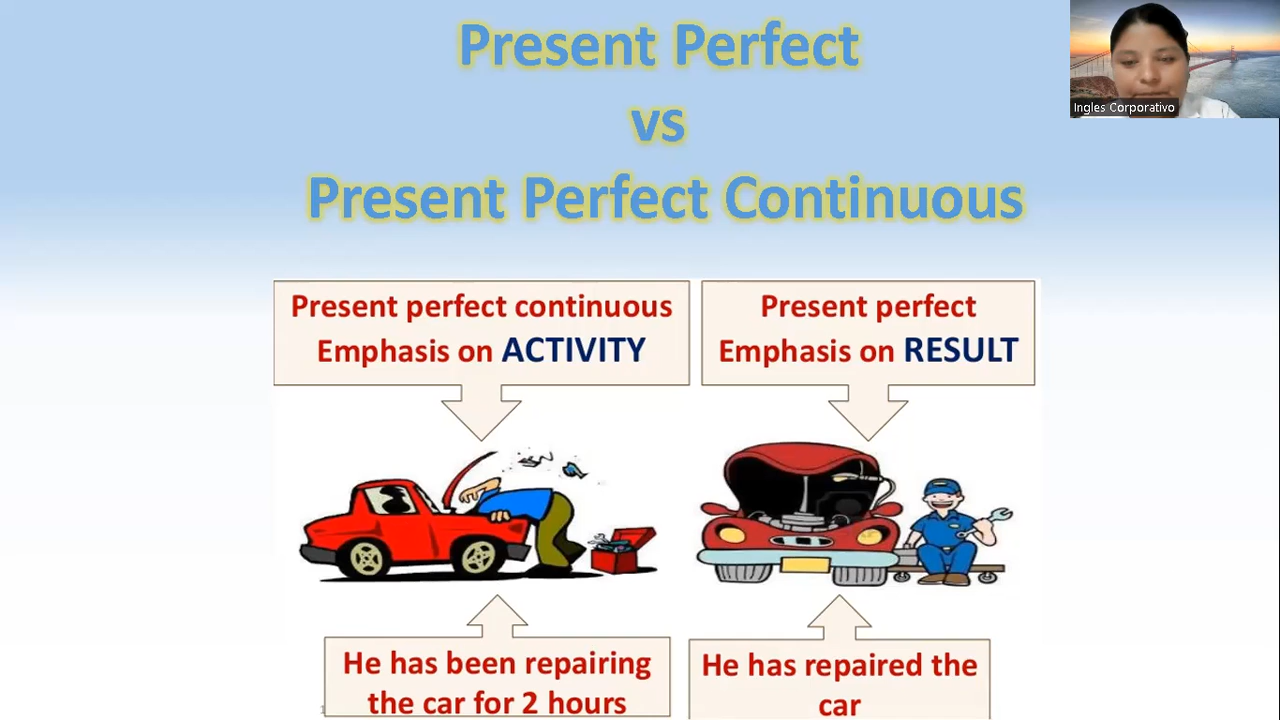 Present Perfect
vs
Present Perfect Continuous
Ingles Corporativo
Present perfect continuous
Emphasis on ACTIVITY
Present perfect
Emphasis on RESULT
He has been repairing
the car for 2 hours
He has repaired the
car